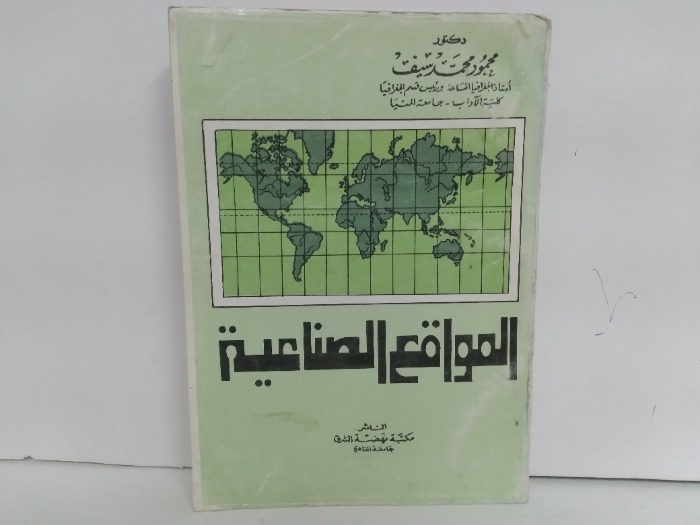 دكتور
محمود محمد سيف
أستاذ الجغرافيا المساعد ورئيس قسم الجغرافيا
كلية الآداب - جامعة المنيا
المواقع الصناعية
الناشر
مكتبة نهضة الشرق
جامعة القاهرة